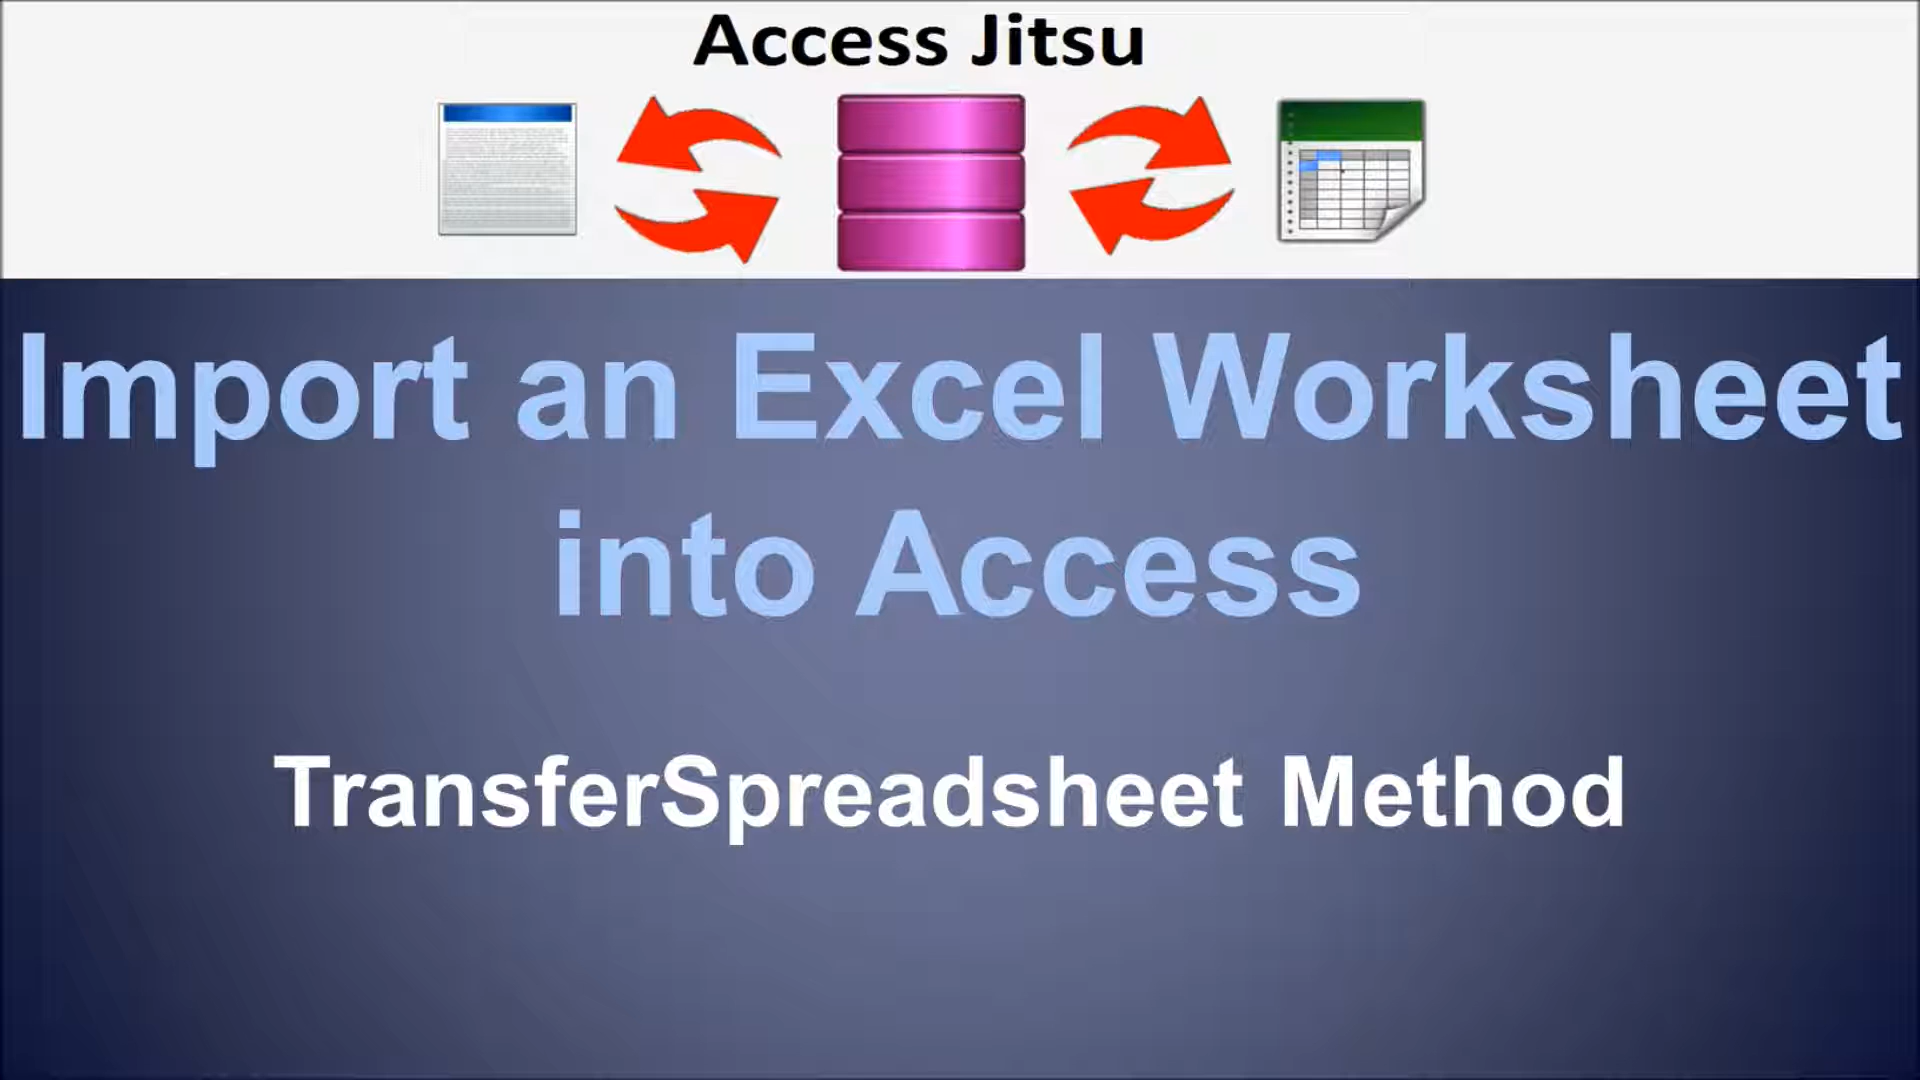 Access Jitsu
Import an Excel Worksheet
into Access
TransferSpreadsheet Method